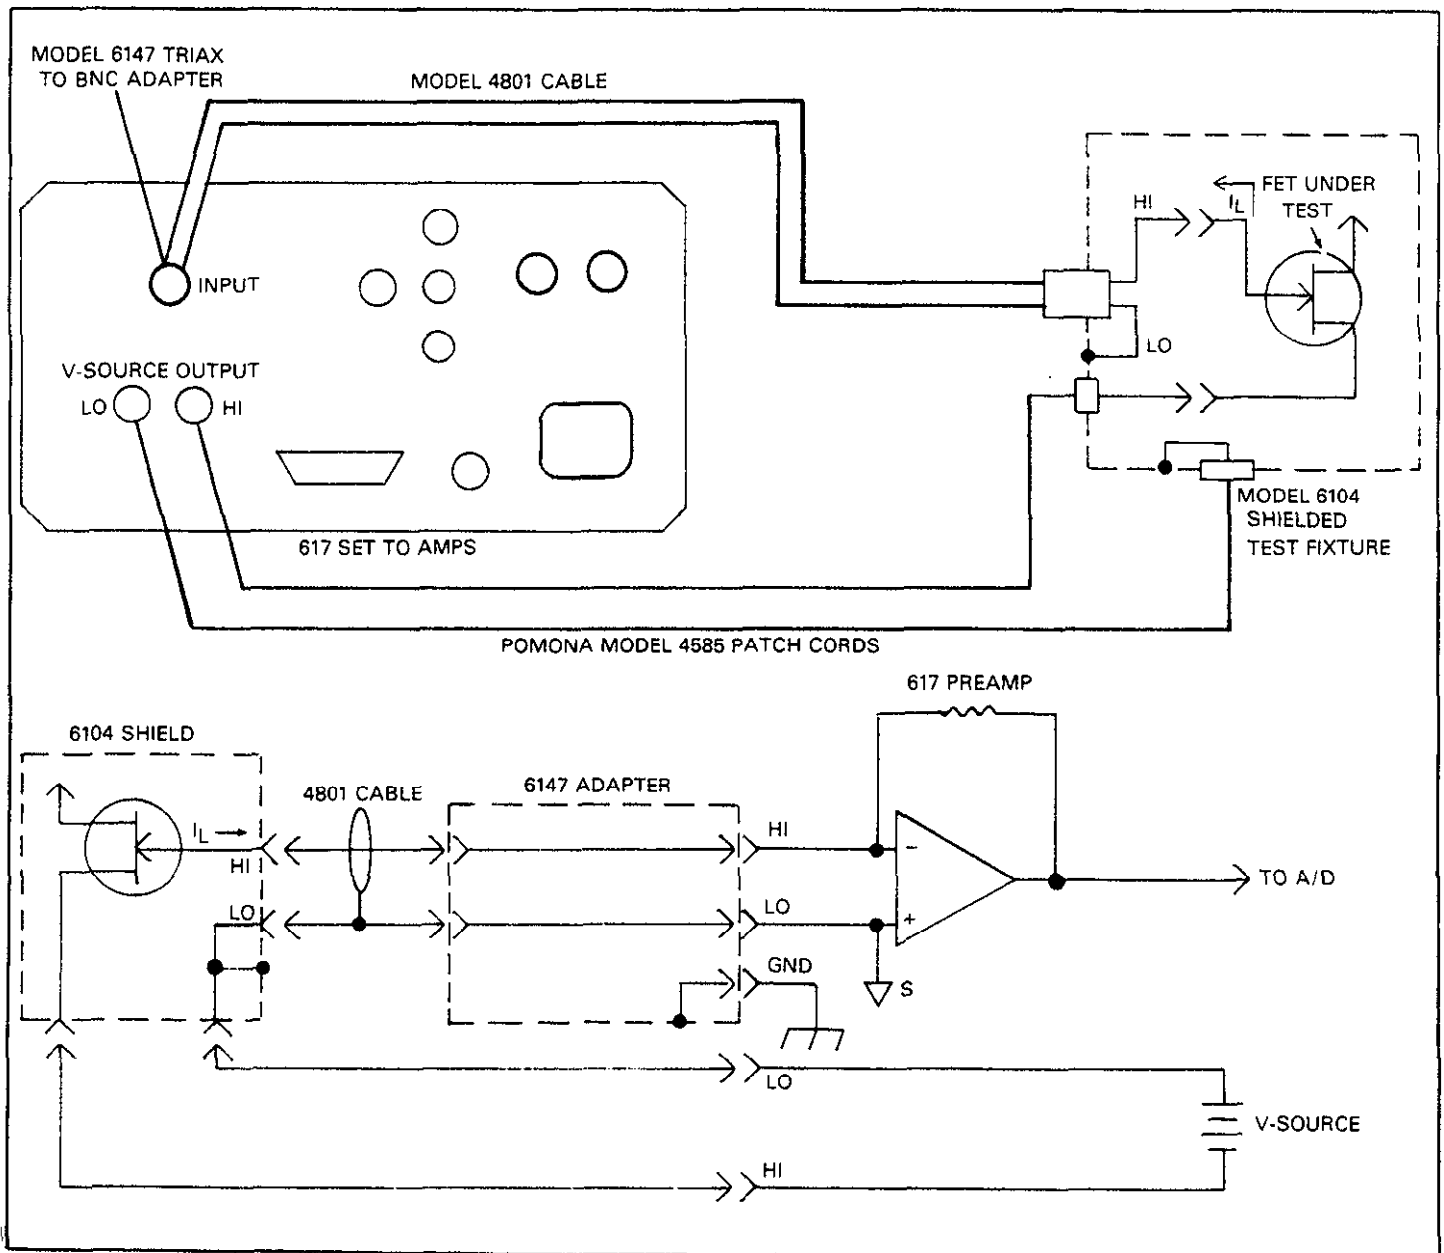 MODEL 6147 TRIAX
TO BNC ADAPTER
MODEL 4801 CABLE
INPUT
V-SOURCE OUTPUT
LO
HI
617 SET TO AMPS
POMONA MODEL 4585 PATCH CORDS
HI
IL
FET UNDER
TEST
LO
MODEL 6104
SHIELDED
TEST FIXTURE
617 PREAMP
6104 SHIELD
4801 CABLE
6147 ADAPTER
IL
HI
LO
HI
LO
GND
-
+
S
TO A/D
LO
V-SOURCE
HI